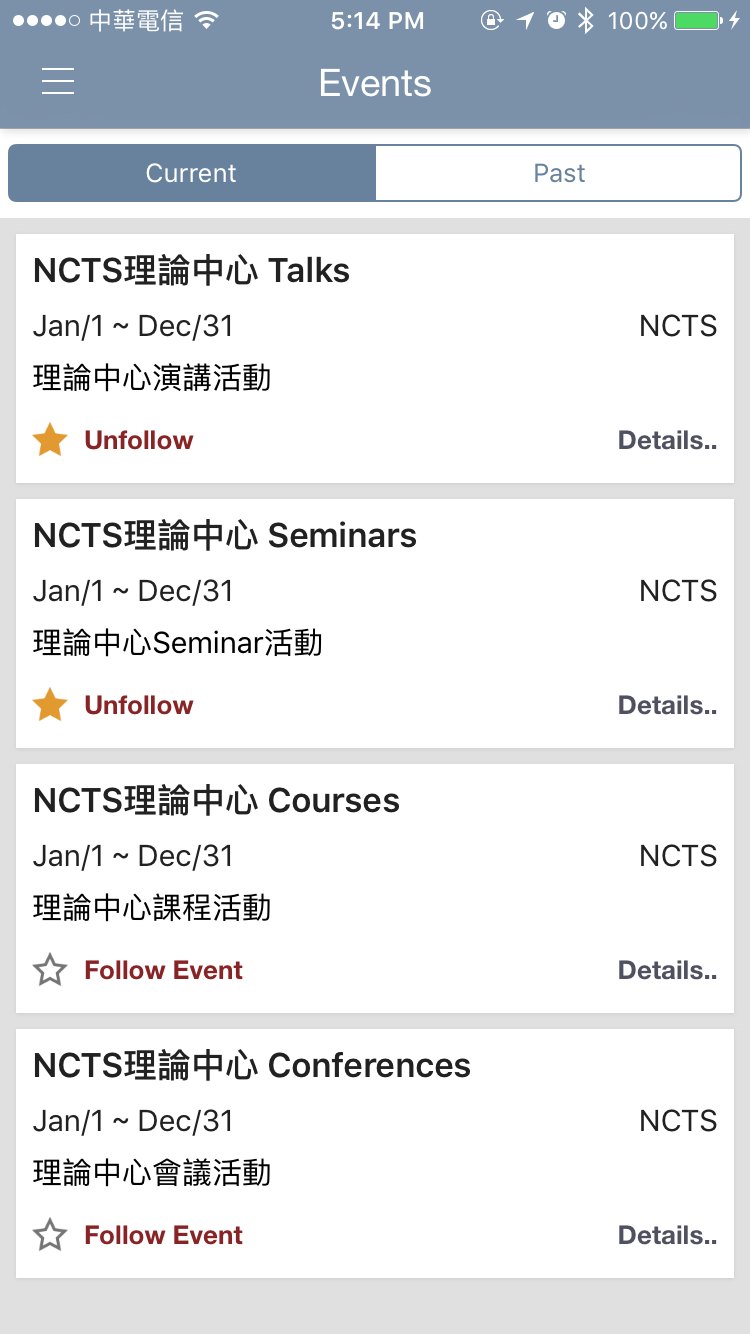 中華電信 5:14 PM 100%
Events
Current Past
NCTS理論中心 Talks
Jan/1 ~ Dec/31 NCTS
理論中心演講活動
Unfollow Details..
NCTS理論中心 Seminars
Jan/1 ~ Dec/31 NCTS
理論中心Seminar活動
Unfollow Details..
NCTS理論中心 Courses
Jan/1 ~ Dec/31 NCTS
理論中心課程活動
Follow Event Details..
NCTS理論中心 Conferences
Jan/1 ~ Dec/31 NCTS
理論中心會議活動
Follow Event Details..